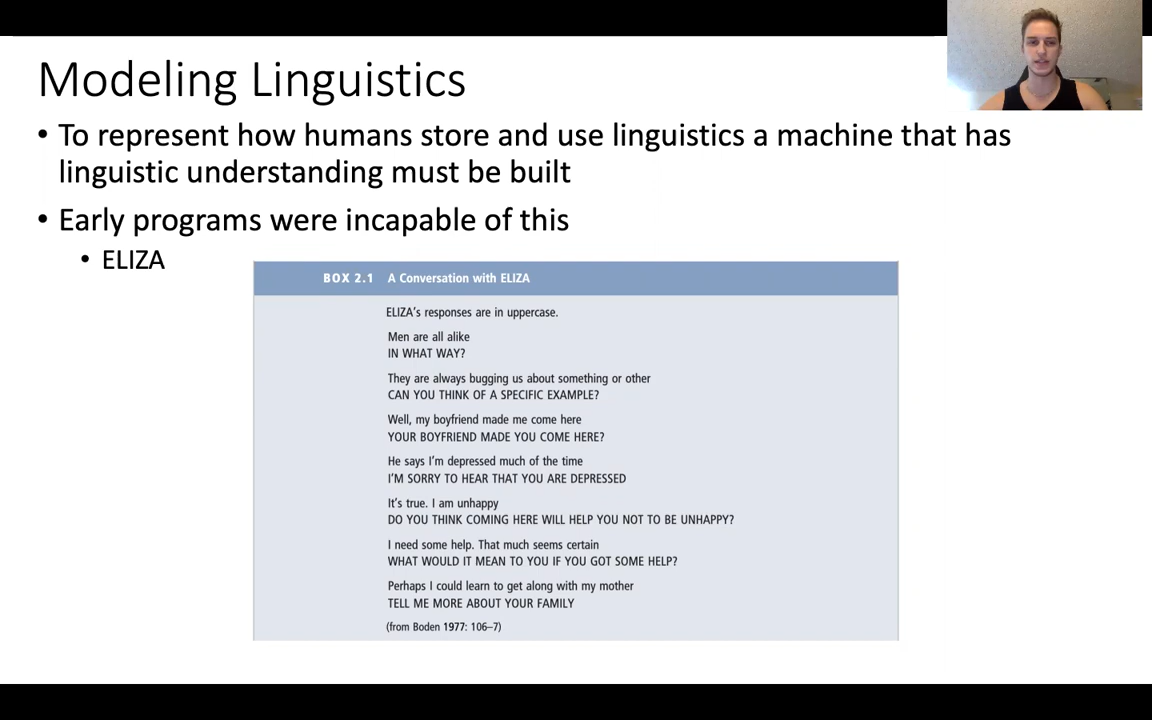 Modeling Linguistics
• To represent how humans store and use linguistics a machine that has
linguistic understanding must be built
• Early programs were incapable of this
• ELIZA
BOX 2.1 A Conversation with ELIZA
ELIZA's responses are in uppercase.
Men are all alike
IN WHAT WAY?
They are always bugging us about something or other
CAN YOU THINK OF A SPECIFIC EXAMPLE?
Well, my boyfriend made me come here
YOUR BOYFRIEND MADE YOU COME HERE?
He says I'm depressed much of the time
I'M SORRY TO HEAR THAT YOU ARE DEPRESSED
It's true. I am unhappy
DO YOU THINK COMING HERE WILL HELP YOU NOT TO BE UNHAPPY?
I need some help. That much seems certain
WHAT WOULD IT MEAN TO YOU IF YOU GOT SOME HELP?
Perhaps I could learn to get along with my mother
TELL ME MORE ABOUT YOUR FAMILY
(from Boden 1977: 106–7)